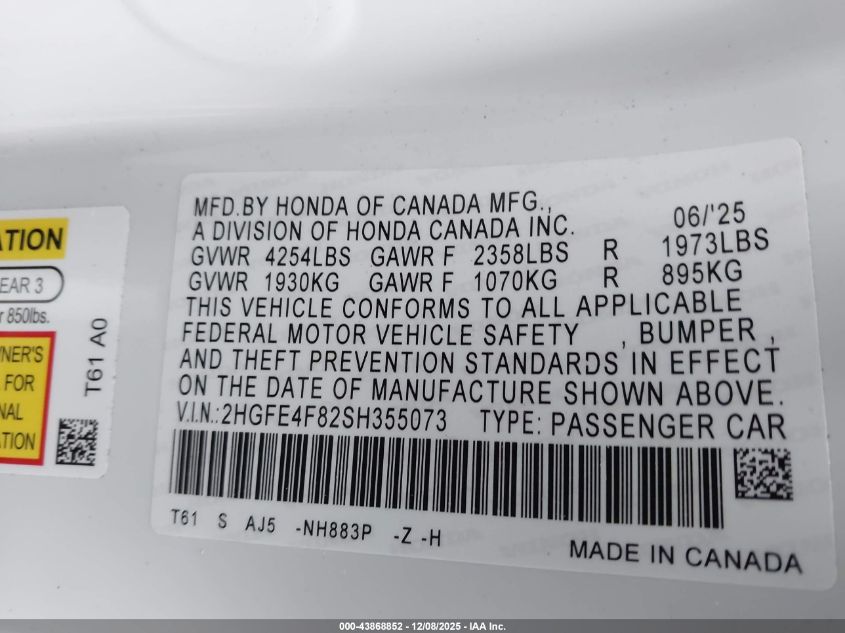 ATION
EAR 3
r 850lbs.
NER'S
FOR
NAL
ATION
T61 A0
MFD.BY HONDA OF CANADA MFG.,
A DIVISION OF HONDA CANADA INC. 06/'25
GVWR 4254LBS GAWR F 2358LBS R 1973LBS
GVWR 1930KG GAWR F 1070KG R 895KG
THIS VEHICLE CONFORMS TO ALL APPLICABLE
FEDERAL MOTOR VEHICLE SAFETY , BUMPER ,
AND THEFT PREVENTION STANDARDS IN EFFECT
ON THE DATE OF MANUFACTURE SHOWN ABOVE.
V.I.N.:2HGFE4F82SH355073 TYPE: PASSENGER CAR
T61 S AJ5 -NH883P -Z -H
MADE IN CANADA
000-43868852 - 12/08/2025 - IAA Inc.